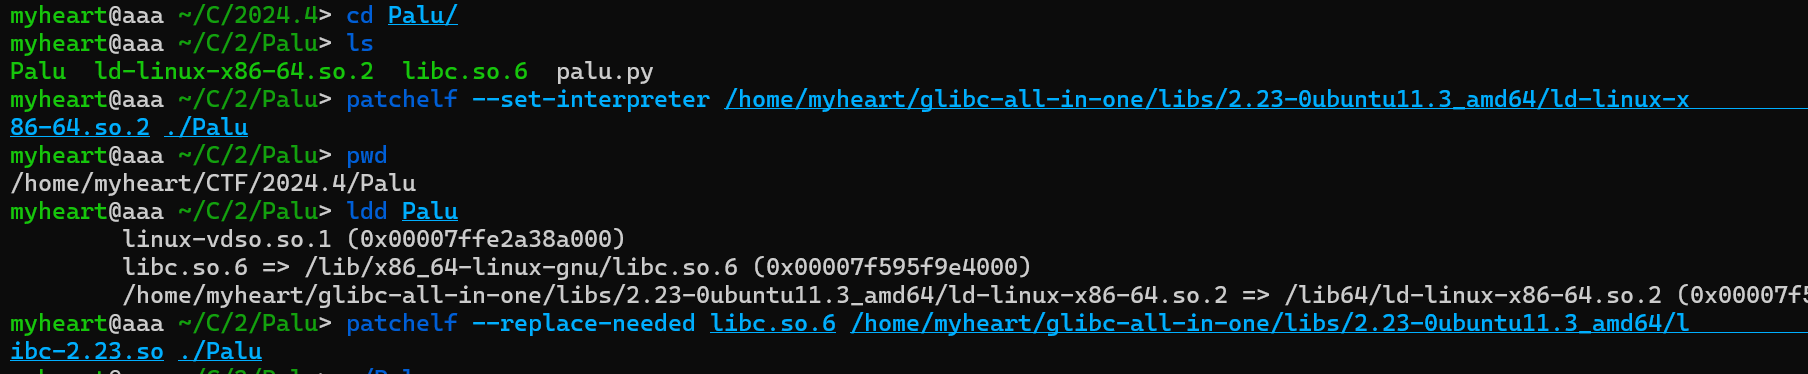 myheart@aaa ~/C/2024.4> cd Palu/
myheart@aaa ~/C/2/Palu> ls
Palu  ld-linux-x86-64.so.2  libc.so.6  palu.py
myheart@aaa ~/C/2/Palu> patchelf --set-interpreter /home/myheart/glibc-all-in-one/libs/2.23-0ubuntu11.3_amd64/ld-linux-x
86-64.so.2 ./Palu
myheart@aaa ~/C/2/Palu> pwd
/home/myheart/CTF/2024.4/Palu
myheart@aaa ~/C/2/Palu> ldd Palu
        linux-vdso.so.1 (0x00007ffe2a38a000)
        libc.so.6 => /lib/x86_64-linux-gnu/libc.so.6 (0x00007f595f9e4000)
        /home/myheart/glibc-all-in-one/libs/2.23-0ubuntu11.3_amd64/ld-linux-x86-64.so.2 => /lib64/ld-linux-x86-64.so.2 (0x00007f5
myheart@aaa ~/C/2/Palu> patchelf --replace-needed libc.so.6 /home/myheart/glibc-all-in-one/libs/2.23-0ubuntu11.3_amd64/l
ibc-2.23.so ./Palu